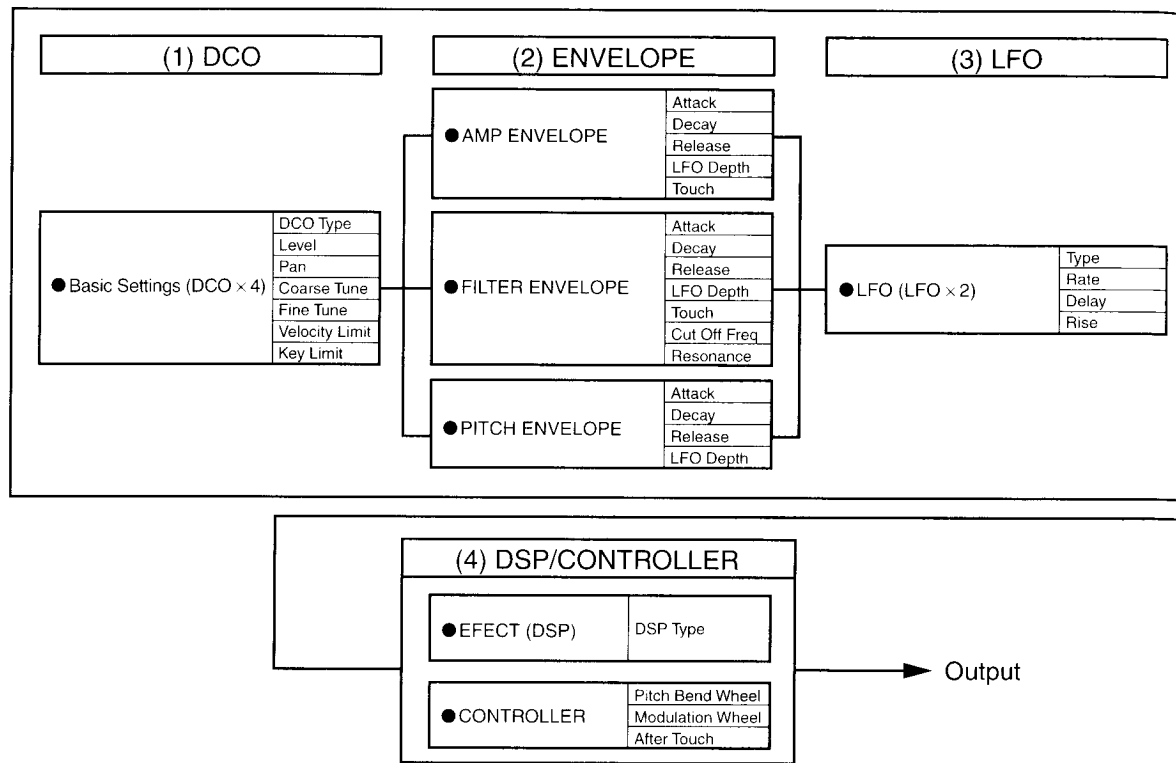 (1) DCO
● Basic Settings (DCO × 4)
DCO Type
Level
Pan
Coarse Tune
Fine Tune
Velocity Limit
Key Limit
(2) ENVELOPE
● AMP ENVELOPE
Attack
Decay
Release
LFO Depth
Touch
● FILTER ENVELOPE
Attack
Decay
Release
LFO Depth
Touch
Cut Off Freq
Resonance
● PITCH ENVELOPE
Attack
Decay
Release
LFO Depth
(3) LFO
● LFO (LFO × 2)
Type
Rate
Delay
Rise
(4) DSP/CONTROLLER
● EFECT (DSP)
DSP Type
● CONTROLLER
Pitch Bend Wheel
Modulation Wheel
After Touch
Output